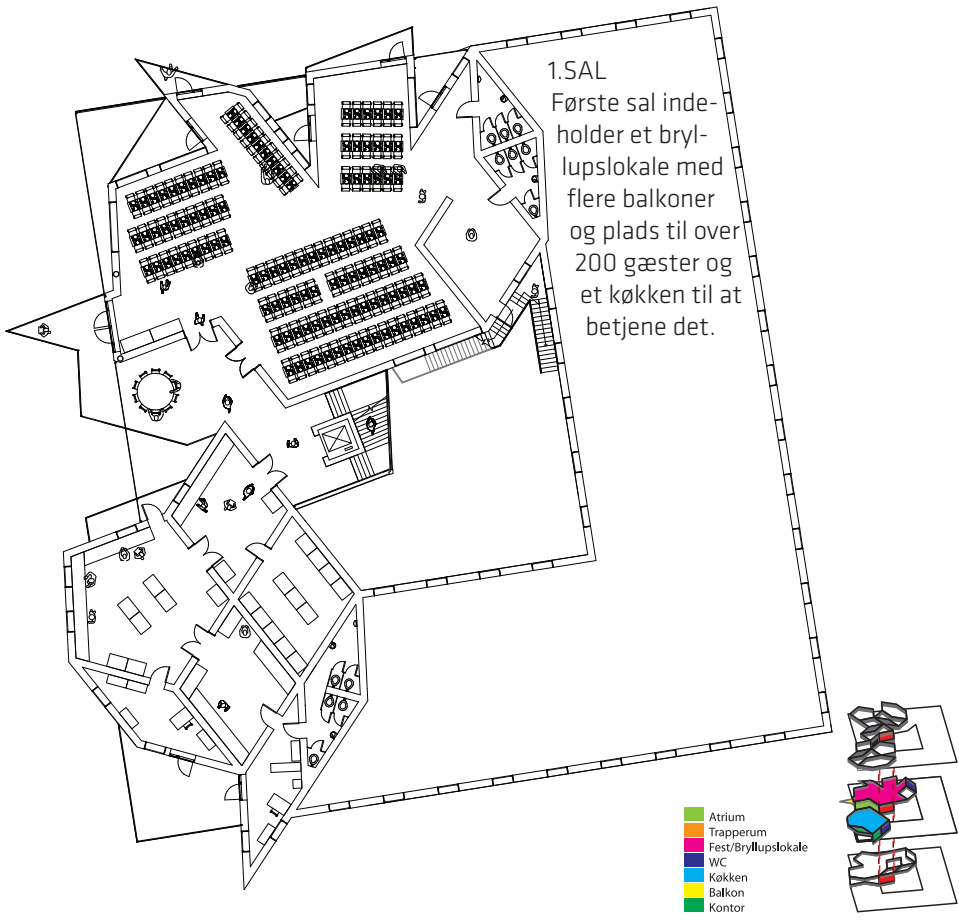 1.SAL
Første sal inde-
holder et bryl-
lupslokale med
flere balkoner
og plads til over
200 gæster og
et køkken til at
betjene det.
Atrium
Trapperum
Fest/Bryllupslokale
WC
Køkken
Balkon
Kontor